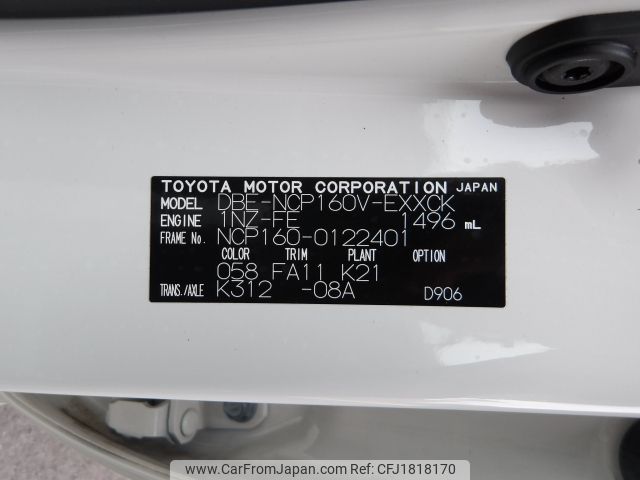 TOYOTA MOTOR CORPORATION JAPAN
MODEL DBE-NCP160V-EXXCK
ENGINE 1NZ-FE 1496 mL
FRAME No. NCP160-0122401
COLOR TRIM PLANT OPTION
058 FA11 K21
TRANS./AXLE K312 -08A D906
www.CarFromJapan.com | Ref No: CFJ1818170